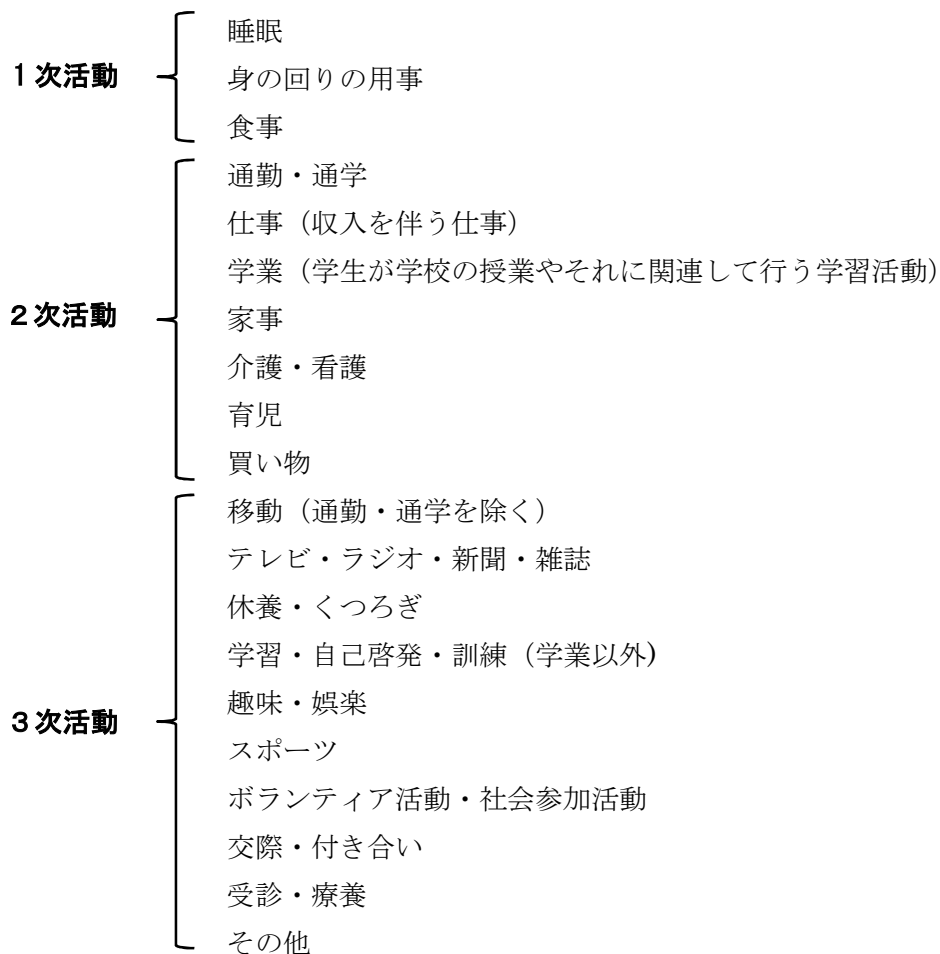 1次活動
睡眠
身の回りの用事
食事
2次活動
通勤・通学
仕事（収入を伴う仕事）
学業（学生が学校の授業やそれに関連して行う学習活動）
家事
介護・看護
育児
買い物
3次活動
移動（通勤・通学を除く）
テレビ・ラジオ・新聞・雑誌
休養・くつろぎ
学習・自己啓発・訓練（学業以外)
趣味・娯楽
スポーツ
ボランティア活動・社会参加活動
交際・付き合い
受診・療養
その他